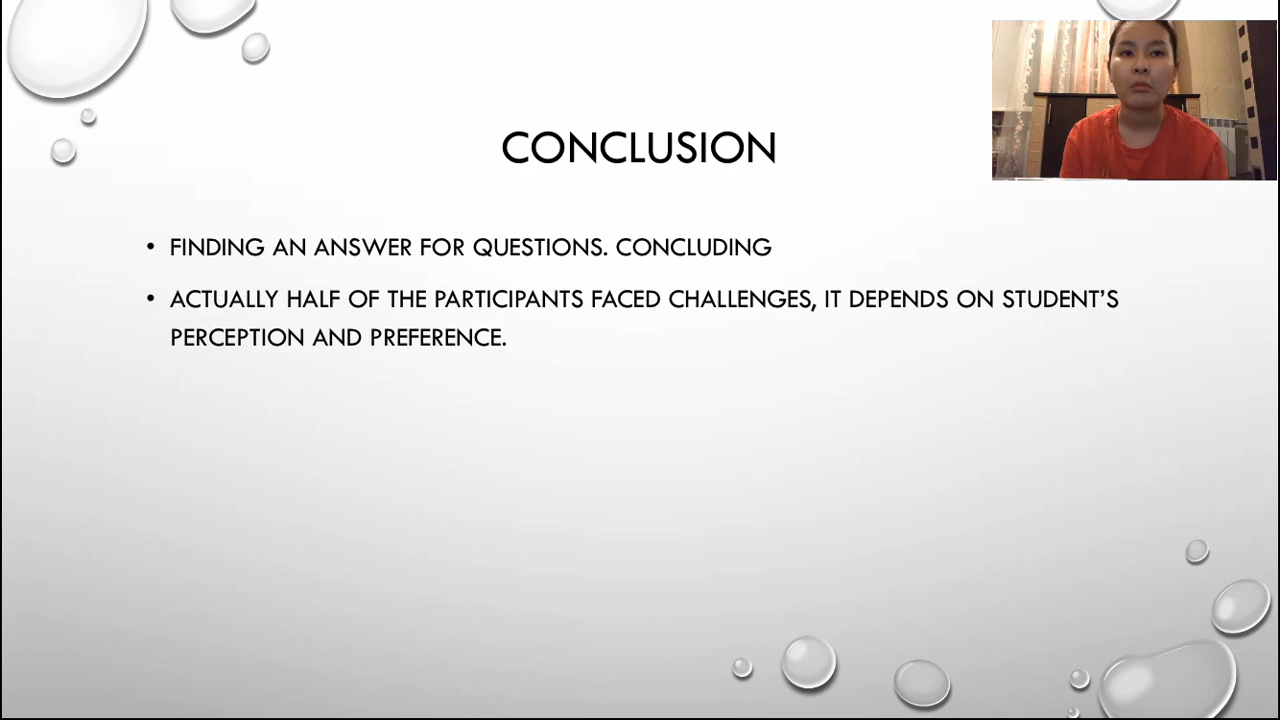 CONCLUSION
• FINDING AN ANSWER FOR QUESTIONS. CONCLUDING
• ACTUALLY HALF OF THE PARTICIPANTS FACED CHALLENGES, IT DEPENDS ON STUDENT’S
PERCEPTION AND PREFERENCE.